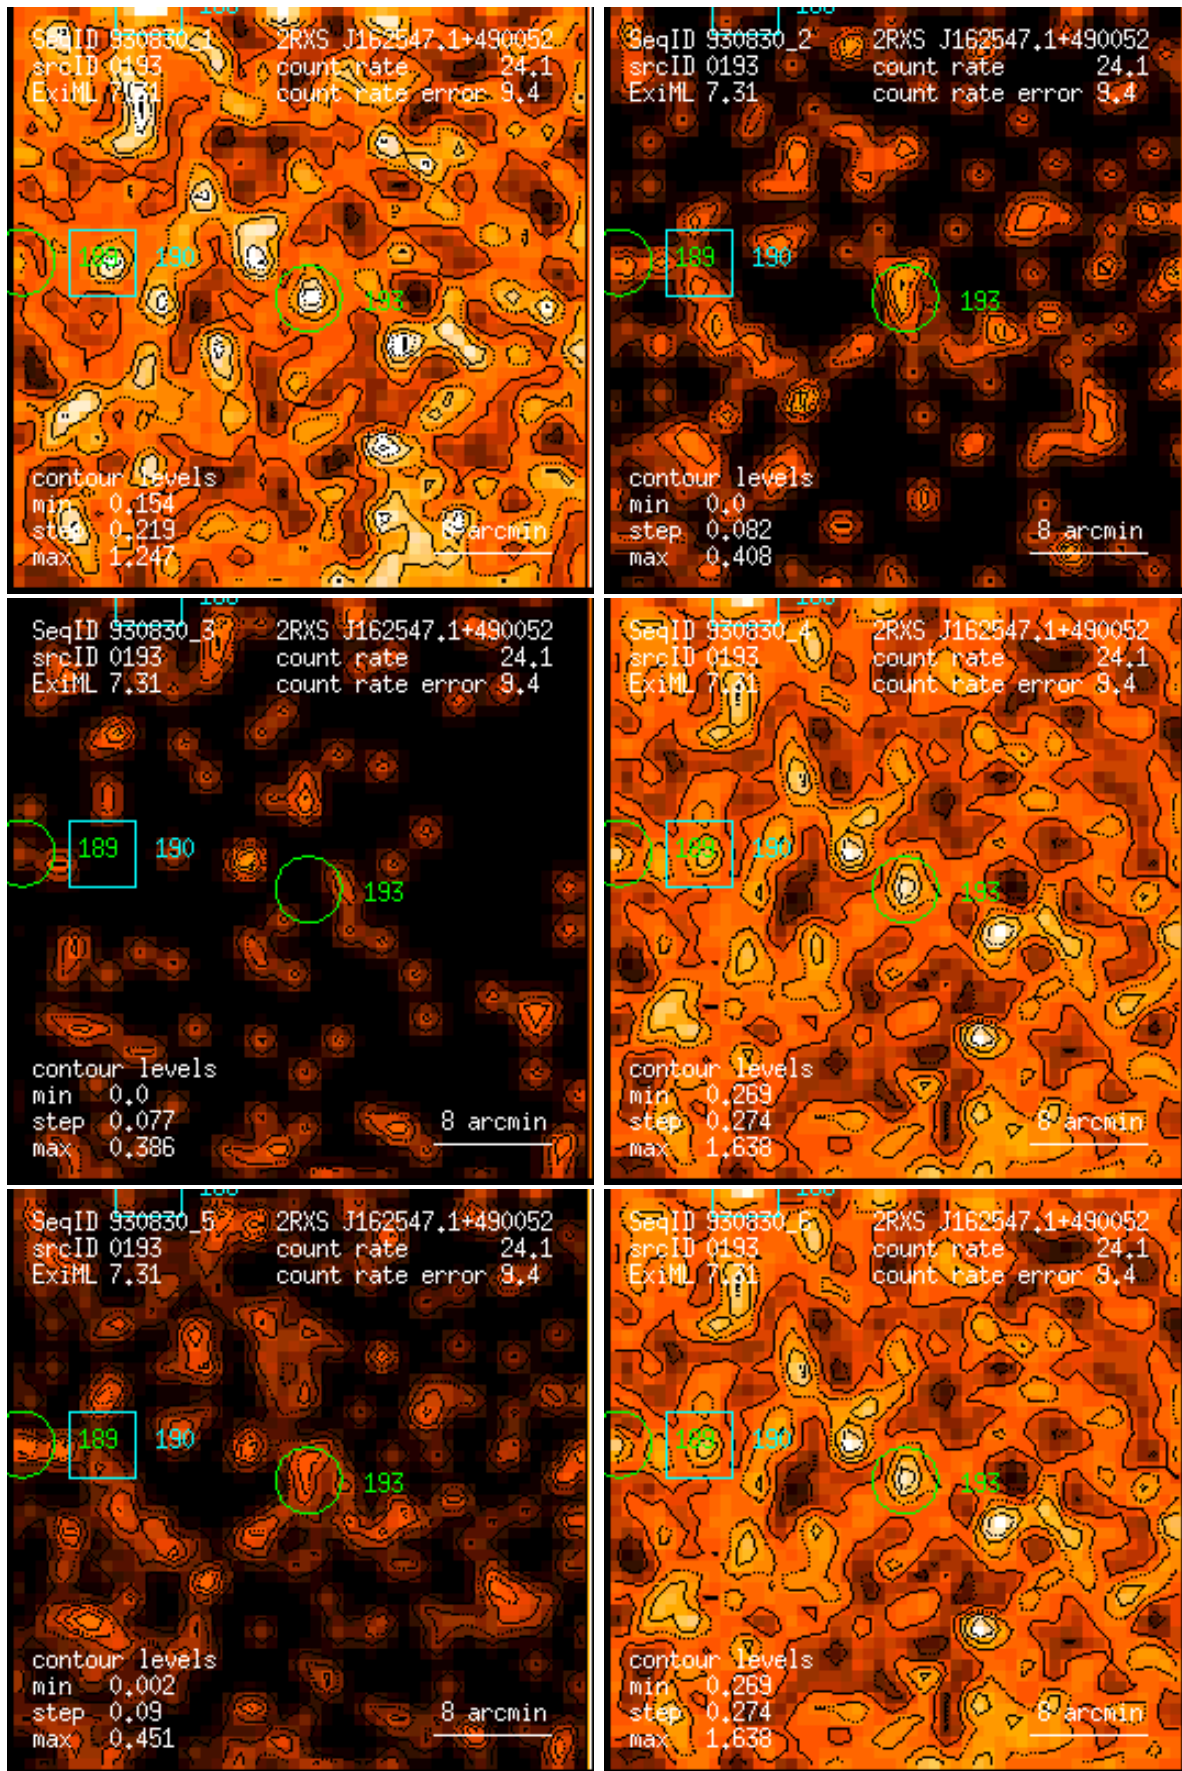 SeqID 930830_1 2RXS J162547.1+490052
srcID 0193 count rate 24.1
ExiML 7.31 count rate error 9.4
189 190
193
contour levels
min 0.154
step 0.219
max 1.247
8 arcmin
SeqID 930830_2 2RXS J162547.1+490052
srcID 0193 count rate 24.1
ExiML 7.31 count rate error 9.4
189 190
193
contour levels
min 0.0
step 0.082
max 0.408
8 arcmin
SeqID 930830_3 2RXS J162547.1+490052
srcID 0193 count rate 24.1
ExiML 7.31 count rate error 9.4
189 190
193
contour levels
min 0.0
step 0.077
max 0.386
8 arcmin
SeqID 930830_4 2RXS J162547.1+490052
srcID 0193 count rate 24.1
ExiML 7.31 count rate error 9.4
189 190
193
contour levels
min 0.269
step 0.274
max 1.638
8 arcmin
SeqID 930830_5 2RXS J162547.1+490052
srcID 0193 count rate 24.1
ExiML 7.31 count rate error 9.4
189 190
193
contour levels
min 0.002
step 0.09
max 0.451
8 arcmin
SeqID 930830_6 2RXS J162547.1+490052
srcID 0193 count rate 24.1
ExiML 7.31 count rate error 9.4
189 190
193
contour levels
min 0.269
step 0.274
max 1.638
8 arcmin